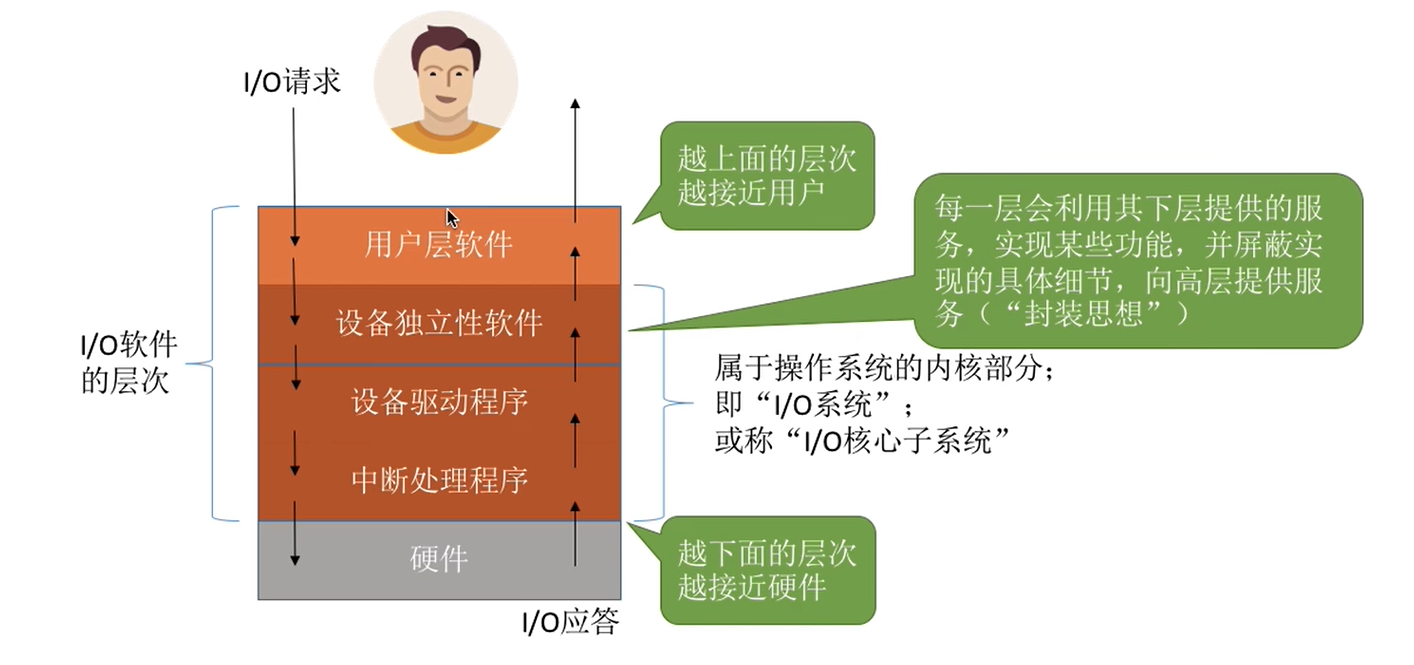 I/O请求
越上面的层次
越接近用户
每一层会利用其下层提供的服
务，实现某些功能，并屏蔽实
现的具体细节，向高层提供服
务（“封装思想”）
用户层软件
设备独立性软件
I/O软件
的层次
属于操作系统的内核部分；
即“I/O系统”；
或称“I/O核心子系统”
设备驱动程序
中断处理程序
硬件
越下面的层次
越接近硬件
I/O应答